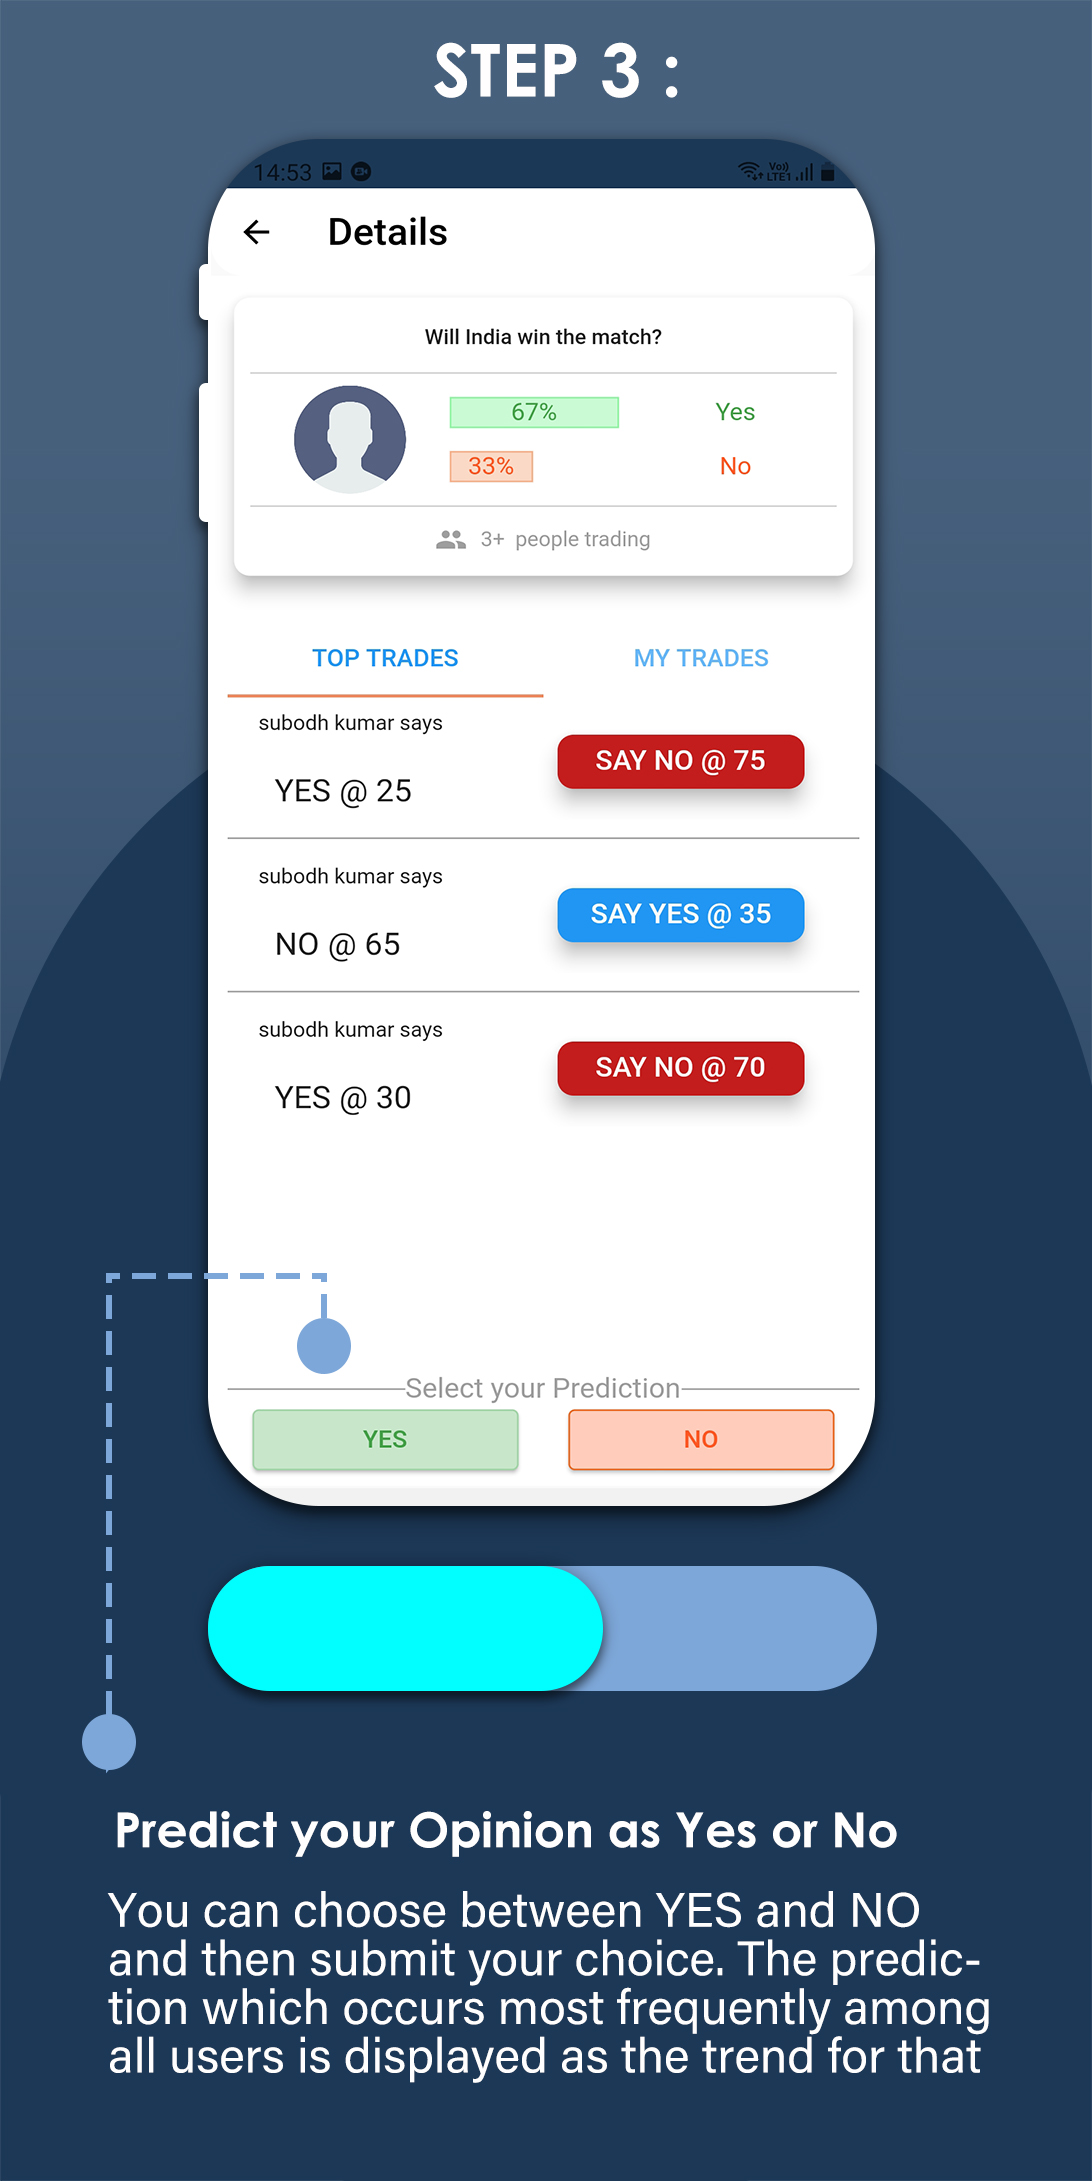 STEP 3 :
14:53
Vo))
LTE1
Details
Will India win the match?
67% Yes
33% No
3+ people trading
TOP TRADES MY TRADES
subodh kumar says
SAY NO @ 75
YES @ 25
subodh kumar says
SAY YES @ 35
NO @ 65
subodh kumar says
SAY NO @ 70
YES @ 30
Select your Prediction
YES NO
Predict your Opinion as Yes or No
You can choose between YES and NO
and then submit your choice. The predic-
tion which occurs most frequently among
all users is displayed as the trend for that